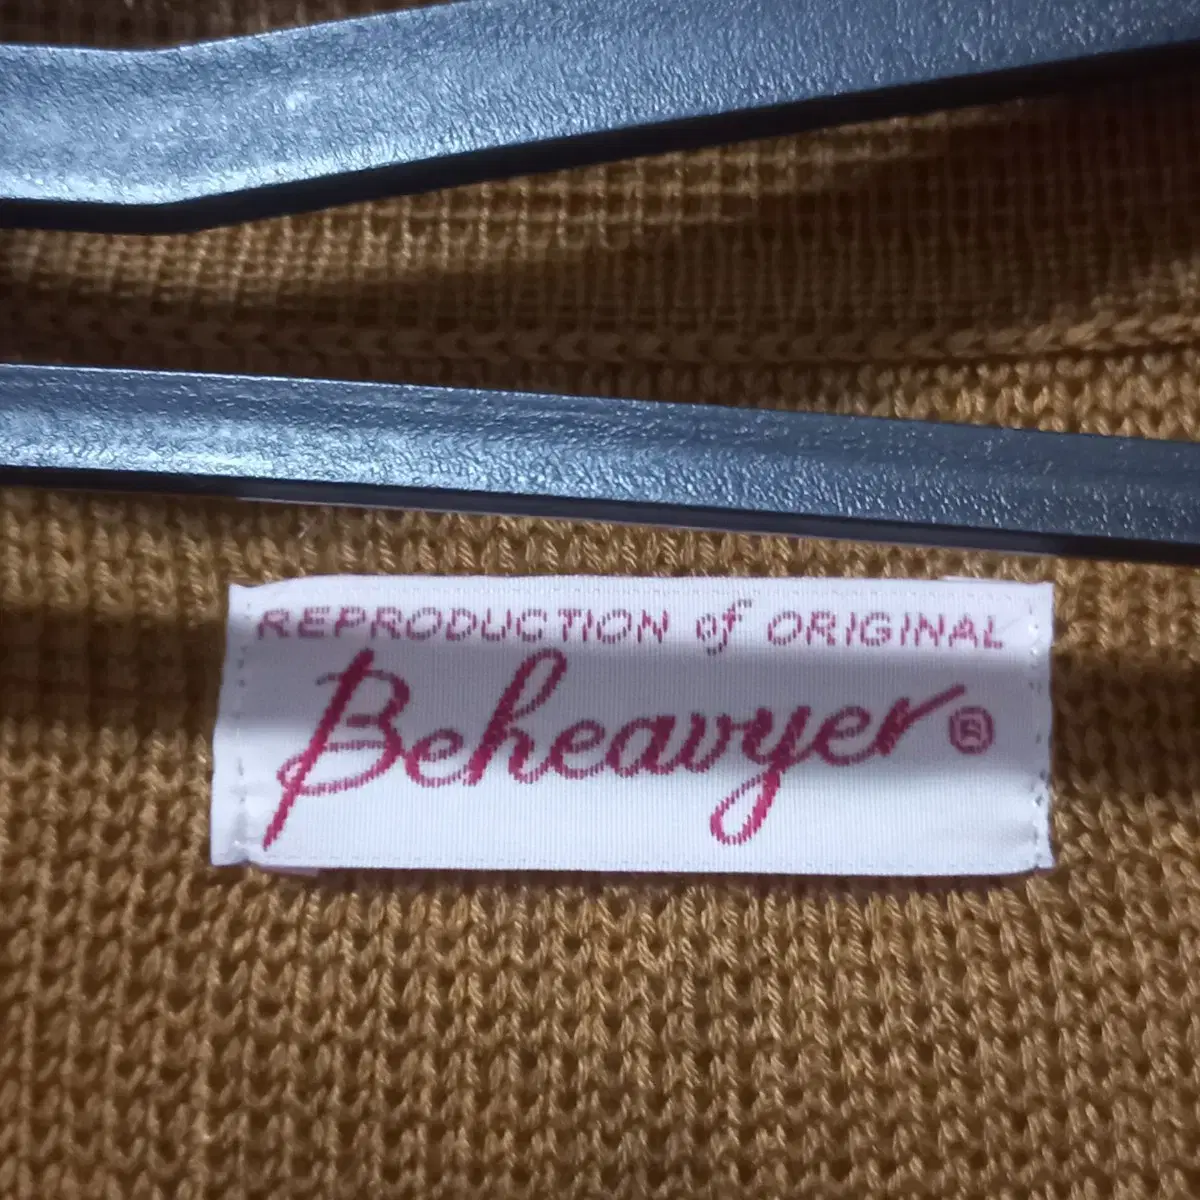 REPRODUCTION of ORIGINAL
Beheavyer®